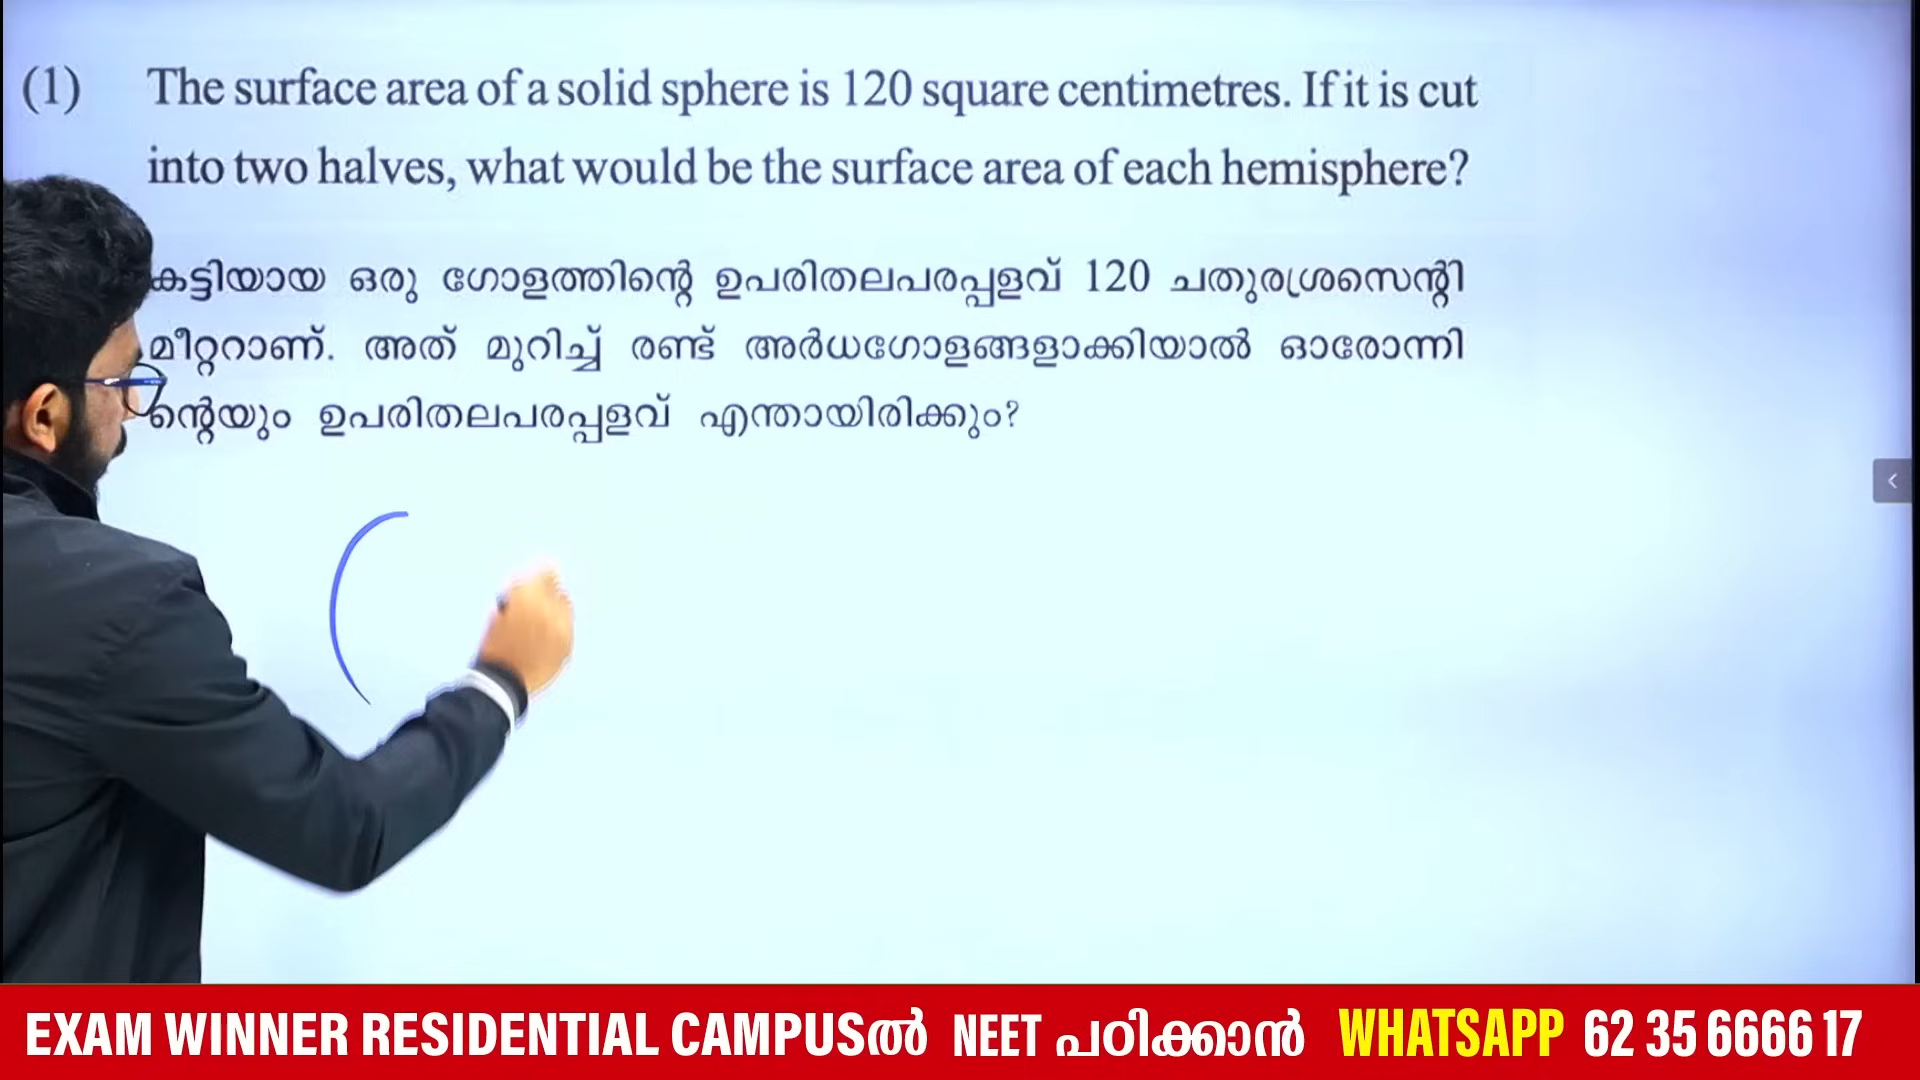 (1) The surface area of a solid sphere is 120 square centimetres. If it is cut
into two halves, what would be the surface area of each hemisphere?
കട്ടിയായ ഒരു ഗോളത്തിന്റെ ഉപരിതലപരപ്പളവ് 120 ചതുരശ്രസെന്റി
മീറ്ററാണ്. അത് മുറിച്ച് രണ്ട് അർധഗോളങ്ങളാക്കിയാൽ ഓരോന്നി
ന്റെയും ഉപരിതലപരപ്പളവ് എന്തായിരിക്കും?
EXAM WINNER RESIDENTIAL CAMPUSൽ NEET പഠിക്കാൻ WHATSAPP 62 35 6666 17